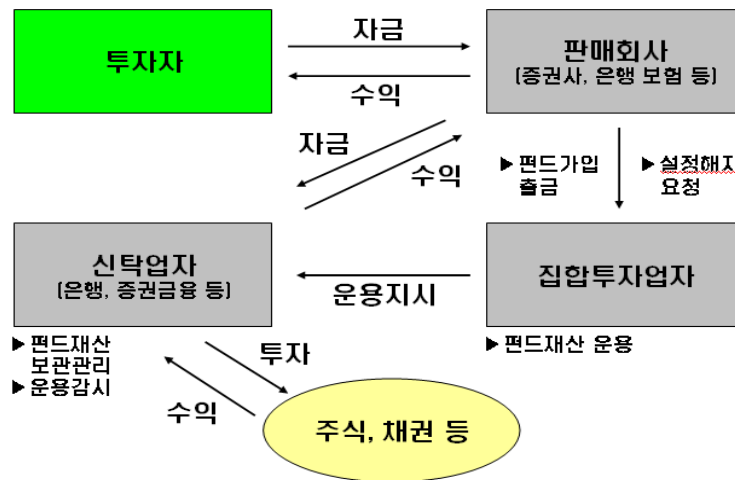 투자자
자금
수익
판매회사
(증권사, 은행 보험 등)
자금
수익
▶ 펀드가입
출금
▶ 설정해지
요청
신탁업자
(은행, 증권금융 등)
운용지시
집합투자업자
▶ 펀드재산
보관관리
▶ 운용감시
▶ 펀드재산 운용
투자
수익
주식, 채권 등